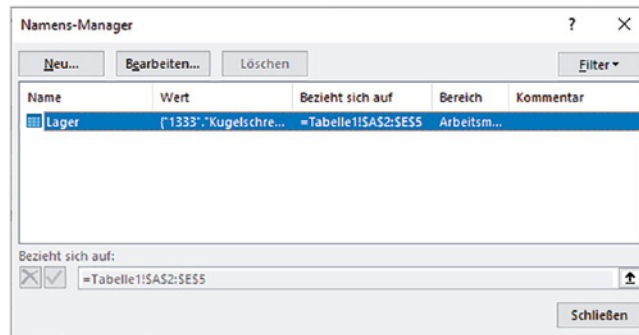 Namens-Manager ? ×
Neu... Bearbeiten... Löschen Filter
Name Wert Bezieht sich auf Bereich Kommentar
Lager {"1333"."Kugelschre... =Tabelle1!$A$2:$E$5 Arbeitsm...
Bezieht sich auf:
=Tabelle1!$A$2:$E$5
Schließen